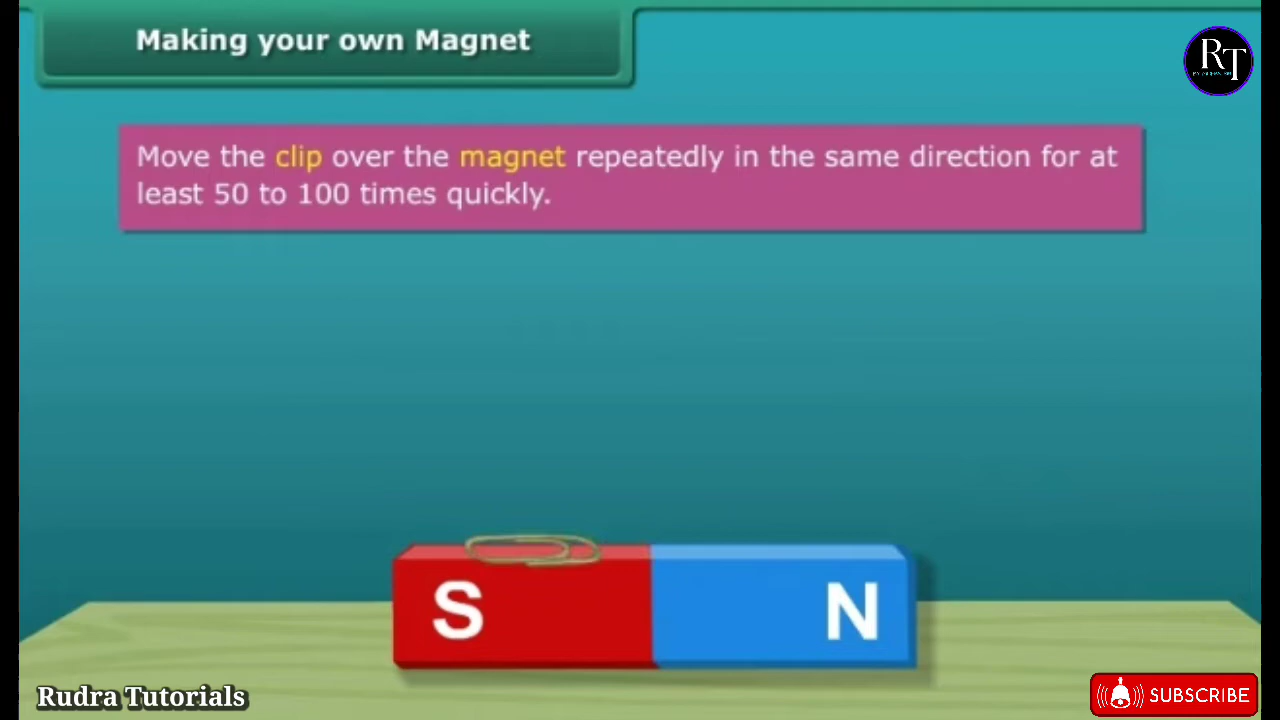 Making your own Magnet
RT
Move the clip over the magnet repeatedly in the same direction for at
least 50 to 100 times quickly.
S N
Rudra Tutorials
SUBSCRIBE